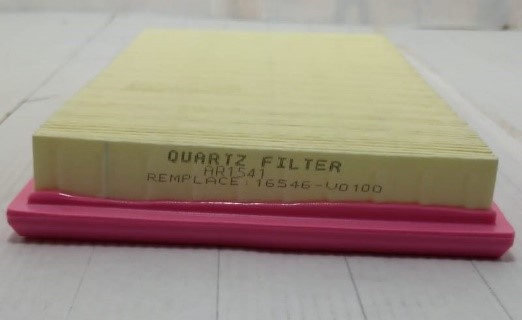 QUARTZ FILTER
AR1541
REMPLACE:16546-V0100